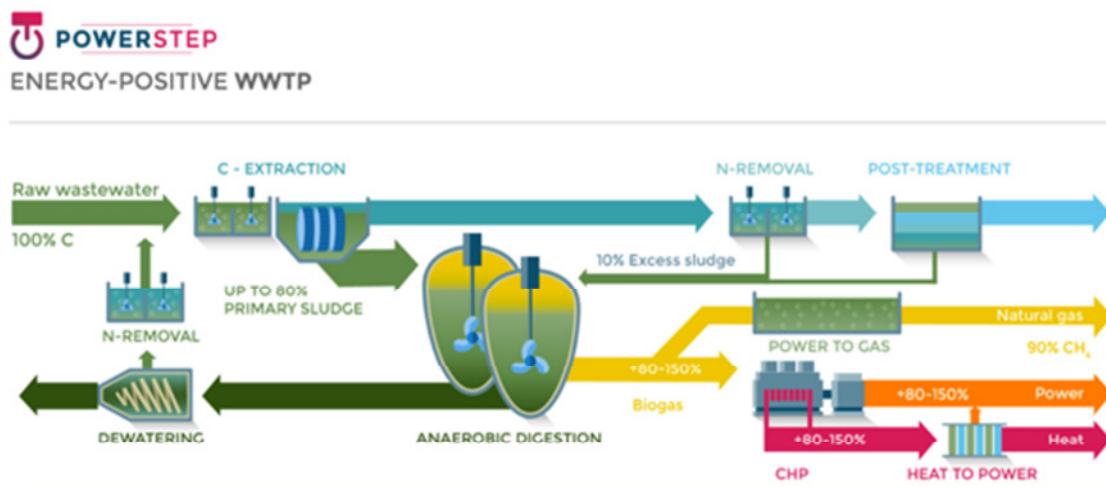 POWERSTEP
ENERGY-POSITIVE WWTP
C - EXTRACTION
N-REMOVAL
POST-TREATMENT
Raw wastewater
100% C
10% Excess sludge
UP TO 80%
PRIMARY SLUDGE
N-REMOVAL
Natural gas
POWER TO GAS
90% CH₄
+80-150%
Biogas
+80-150%
Power
DEWATERING
ANAEROBIC DIGESTION
+80-150%
Heat
CHP
HEAT TO POWER